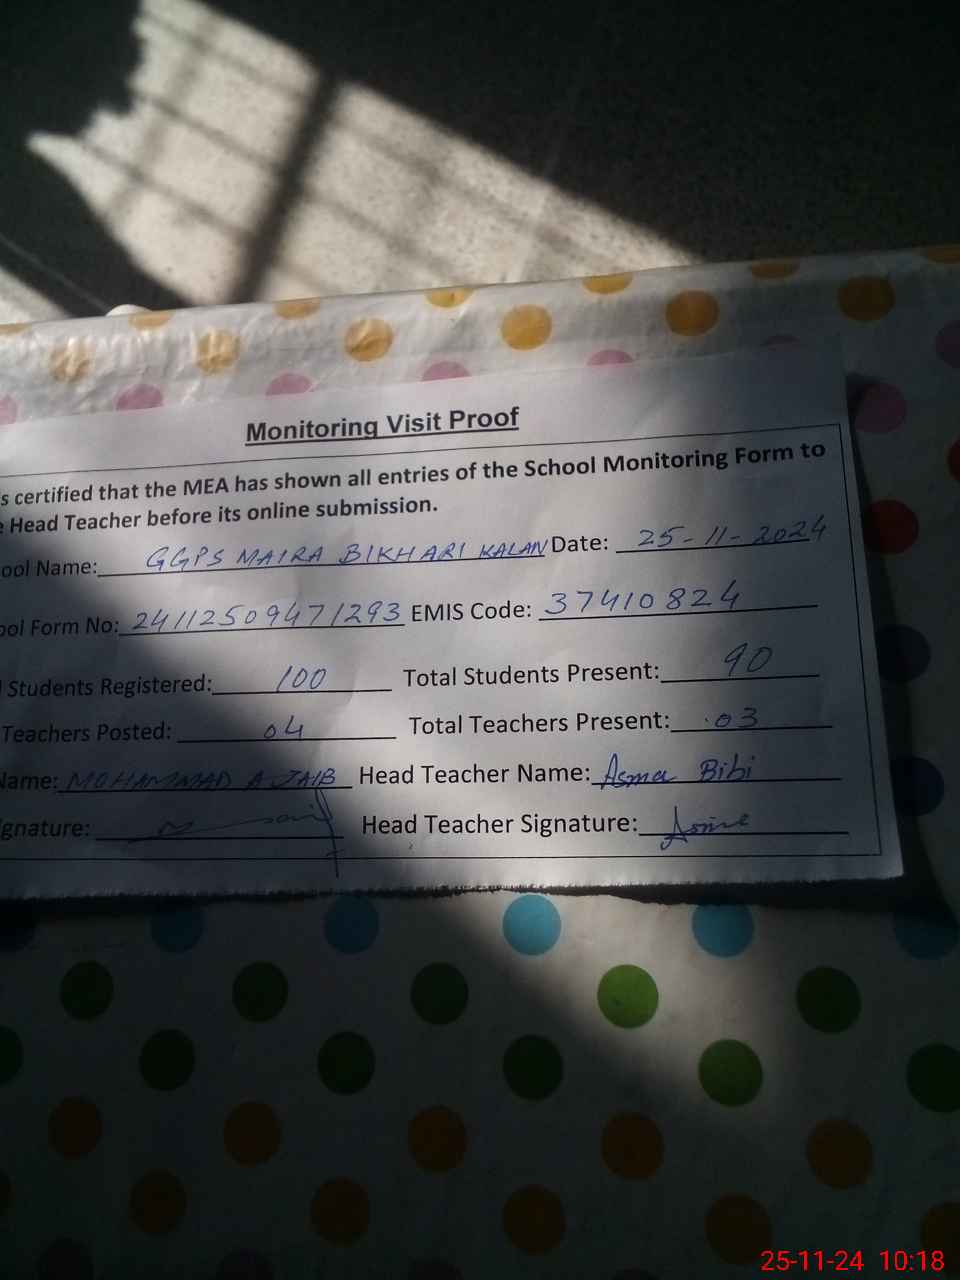 Monitoring Visit Proof
s certified that the MEA has shown all entries of the School Monitoring Form to
e Head Teacher before its online submission.
ool Name: GGPS MAIRA BIKHARI KALAN Date: 25-11-2024
ool Form No: 24112509471293 EMIS Code: 37410824
l Students Registered: 100 Total Students Present: 90
Teachers Posted: 04 Total Teachers Present: 03
Name: MOHAMMAD AJAIB Head Teacher Name: Asma Bibi
gnature: Head Teacher Signature:
25-11-24 10:18